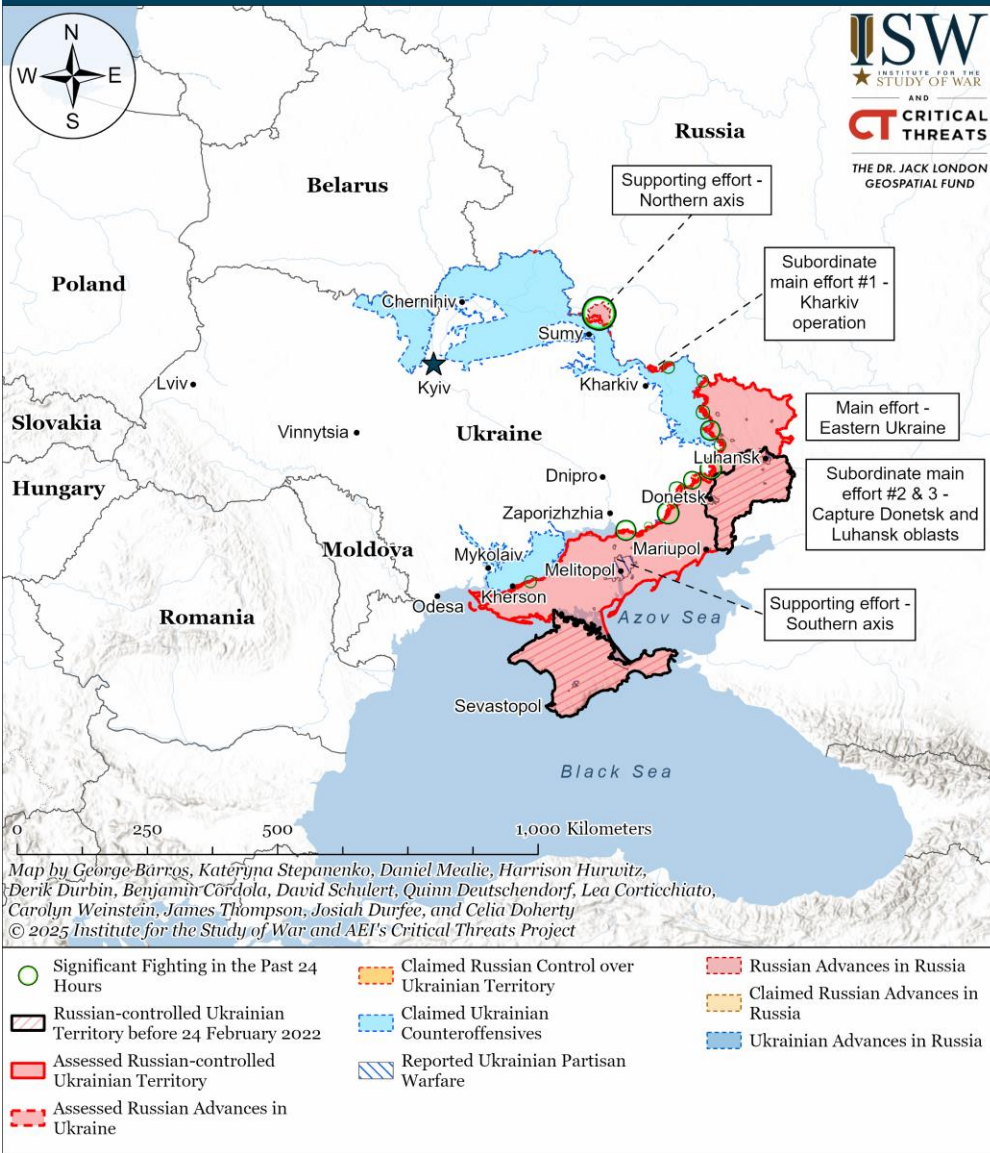 N
W
E
S
ISW
INSTITUTE FOR THE
STUDY OF WAR
AND
CT CRITICAL
THREATS
THE DR. JACK LONDON
GEOSPATIAL FUND
Russia
Belarus
Supporting effort -
Northern axis
Poland
Subordinate
main effort #1 -
Kharkiv
operation
Chernihiv
Sumy
Kyiv
Lviv
Kharkiv
Slovakia
Main effort -
Eastern Ukraine
Vinnytsia
Ukraine
Luhansk
Hungary
Dnipro
Subordinate main
effort #2 & 3 -
Capture Donetsk and
Luhansk oblasts
Donetsk
Zaporizhzhia
Moldova
Mykolaiv
Mariupol
Melitopol
Kherson
Odesa
Romania
Azov Sea
Supporting effort -
Southern axis
Sevastopol
Black Sea
0
250
500
1,000 Kilometers
Map by George Barros, Kateryna Stepanenko, Daniel Mealie, Harrison Hurwitz,
Derik Durbin, Benjamin Cordola, David Schulert, Quinn Deutschendorf, Lea Corticchiato,
Carolyn Weinstein, James Thompson, Josiah Durfee, and Celia Doherty
© 2025 Institute for the Study of War and AEI's Critical Threats Project
Significant Fighting in the Past 24
Hours
Russian-controlled Ukrainian
Territory before 24 February 2022
Assessed Russian-controlled
Ukrainian Territory
Assessed Russian Advances in
Ukraine
Claimed Russian Control over
Ukrainian Territory
Claimed Ukrainian
Counteroffensives
Reported Ukrainian Partisan
Warfare
Russian Advances in Russia
Claimed Russian Advances in
Russia
Ukrainian Advances in Russia